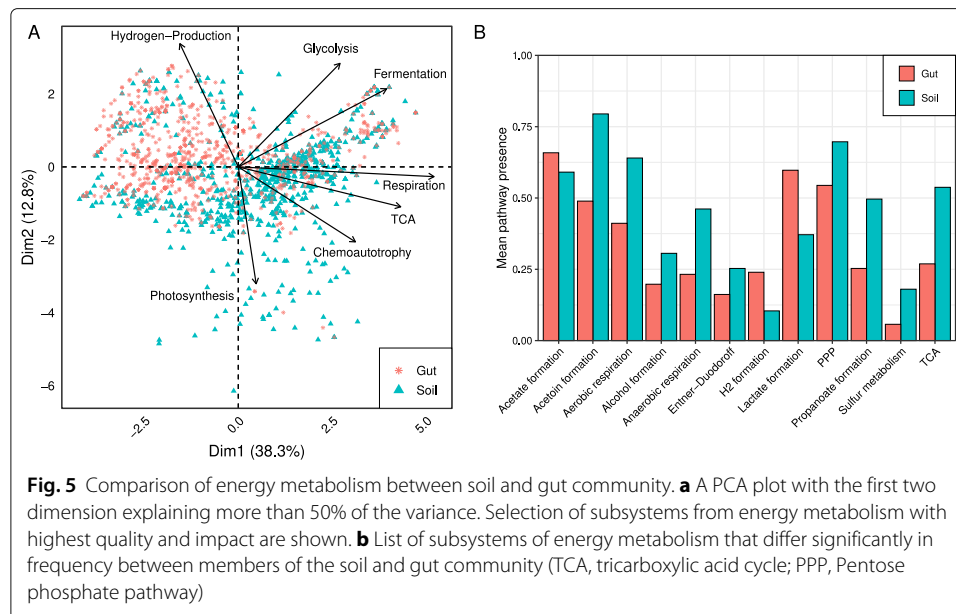 A
Hydrogen−Production
Glycolysis
Fermentation
Respiration
TCA
Chemoautotrophy
Photosynthesis
Dim2 (12.8%)
2
0
−2
−4
−6
−2.5
0.0
2.5
5.0
Dim1 (38.3%)
Gut
Soil
B
Mean pathway presence
1.00
0.75
0.50
0.25
0.00
Gut
Soil
Acetate formation
Acetoin formation
Aerobic respiration
Alcohol formation
Anaerobic respiration
Entner−Duodoroff
H2 formation
Lactate formation
PPP
Propanoate formation
Sulfur metabolism
TCA
Fig. 5 Comparison of energy metabolism between soil and gut community. a A PCA plot with the first two
dimension explaining more than 50% of the variance. Selection of subsystems from energy metabolism with
highest quality and impact are shown. b List of subsystems of energy metabolism that differ significantly in
frequency between members of the soil and gut community (TCA, tricarboxylic acid cycle; PPP, Pentose
phosphate pathway)